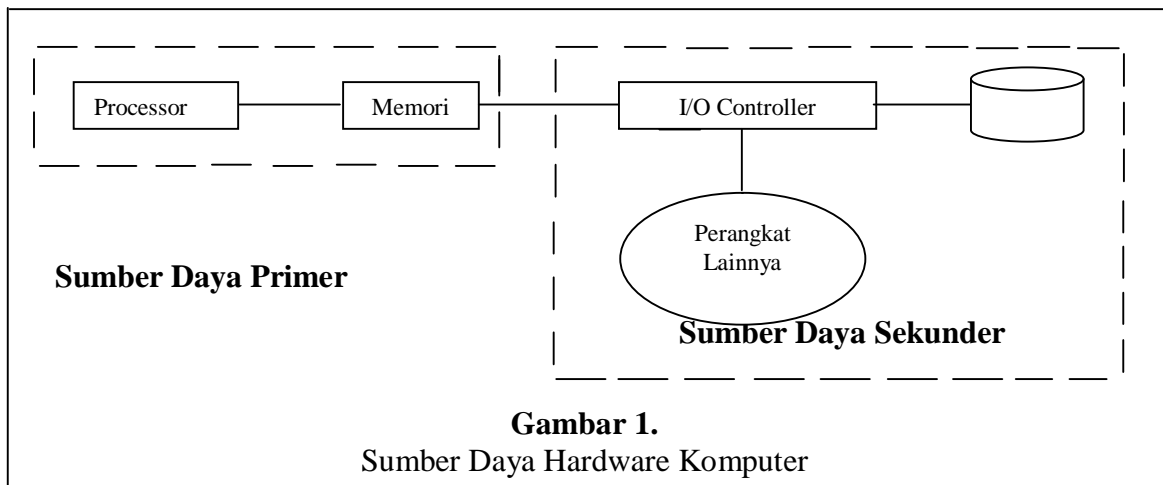 Processor
Memori
I/O Controller
Perangkat
Lainnya
Sumber Daya Primer
Sumber Daya Sekunder
Gambar 1.
Sumber Daya Hardware Komputer